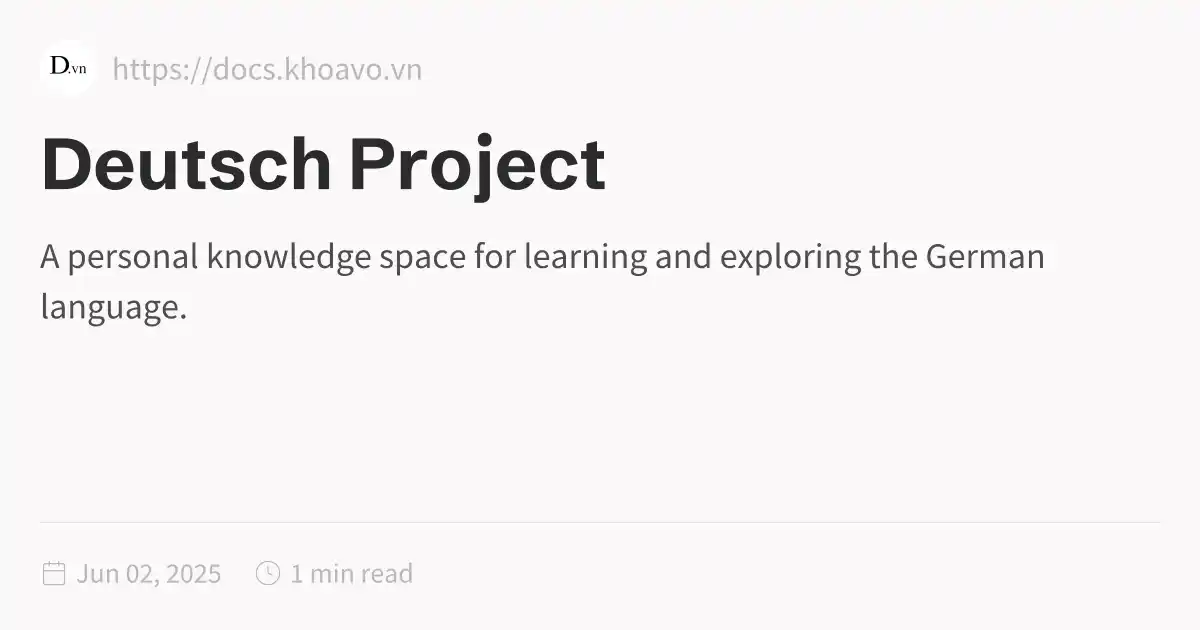 D.vn https://docs.khoavo.vn
Deutsch Project
A personal knowledge space for learning and exploring the German
language.
Jun 02, 2025 1 min read